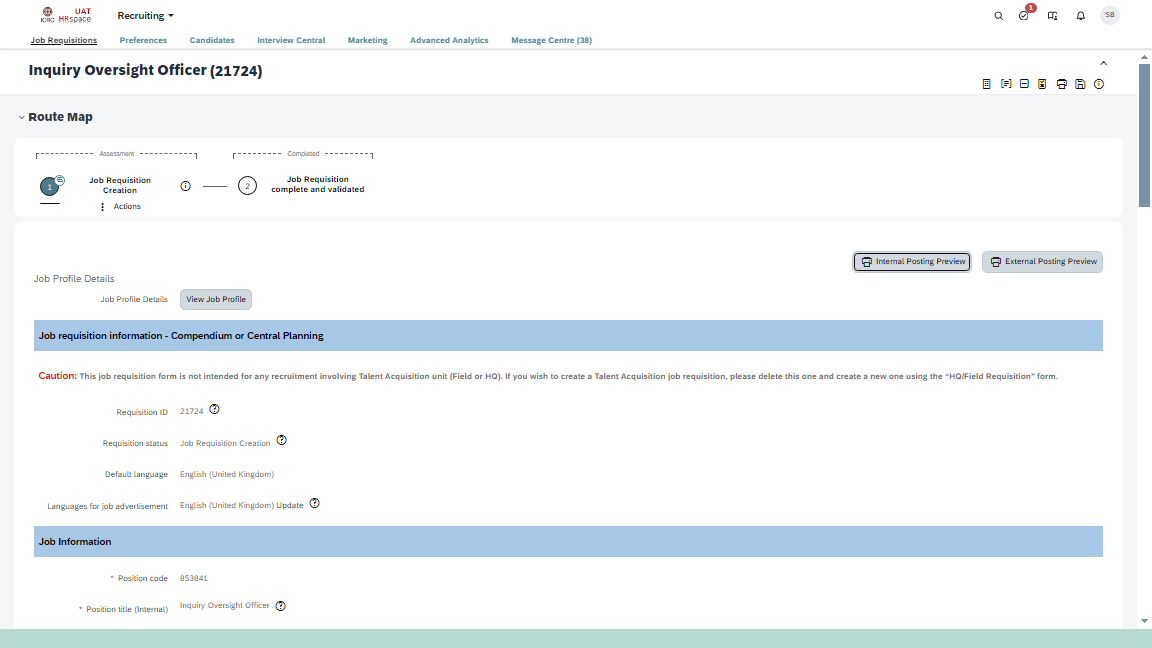 ICRC
UAT
HRspace
Recruiting
1
SB
Job Requisitions
Preferences
Candidates
Interview Central
Marketing
Advanced Analytics
Message Centre (38)
Inquiry Oversight Officer (21724)
Route Map
Assessment
Completed
1
Job Requisition
Creation
Actions
2
Job Requisition
complete and validated
Internal Posting Preview
External Posting Preview
Job Profile Details
Job Profile Details
View Job Profile
Job requisition information - Compendium or Central Planning
Caution: This job requisition form is not intended for any recruitment involving Talent Acquisition unit (Field or HQ). If you wish to create a Talent Acquisition job requisition, please delete this one and create a new one using the “HQ/Field Requisition” form.
Requisition ID 21724
Requisition status Job Requisition Creation
Default language English (United Kingdom)
Languages for job advertisement English (United Kingdom) Update
Job Information
* Position code 853841
* Position title (Internal) Inquiry Oversight Officer